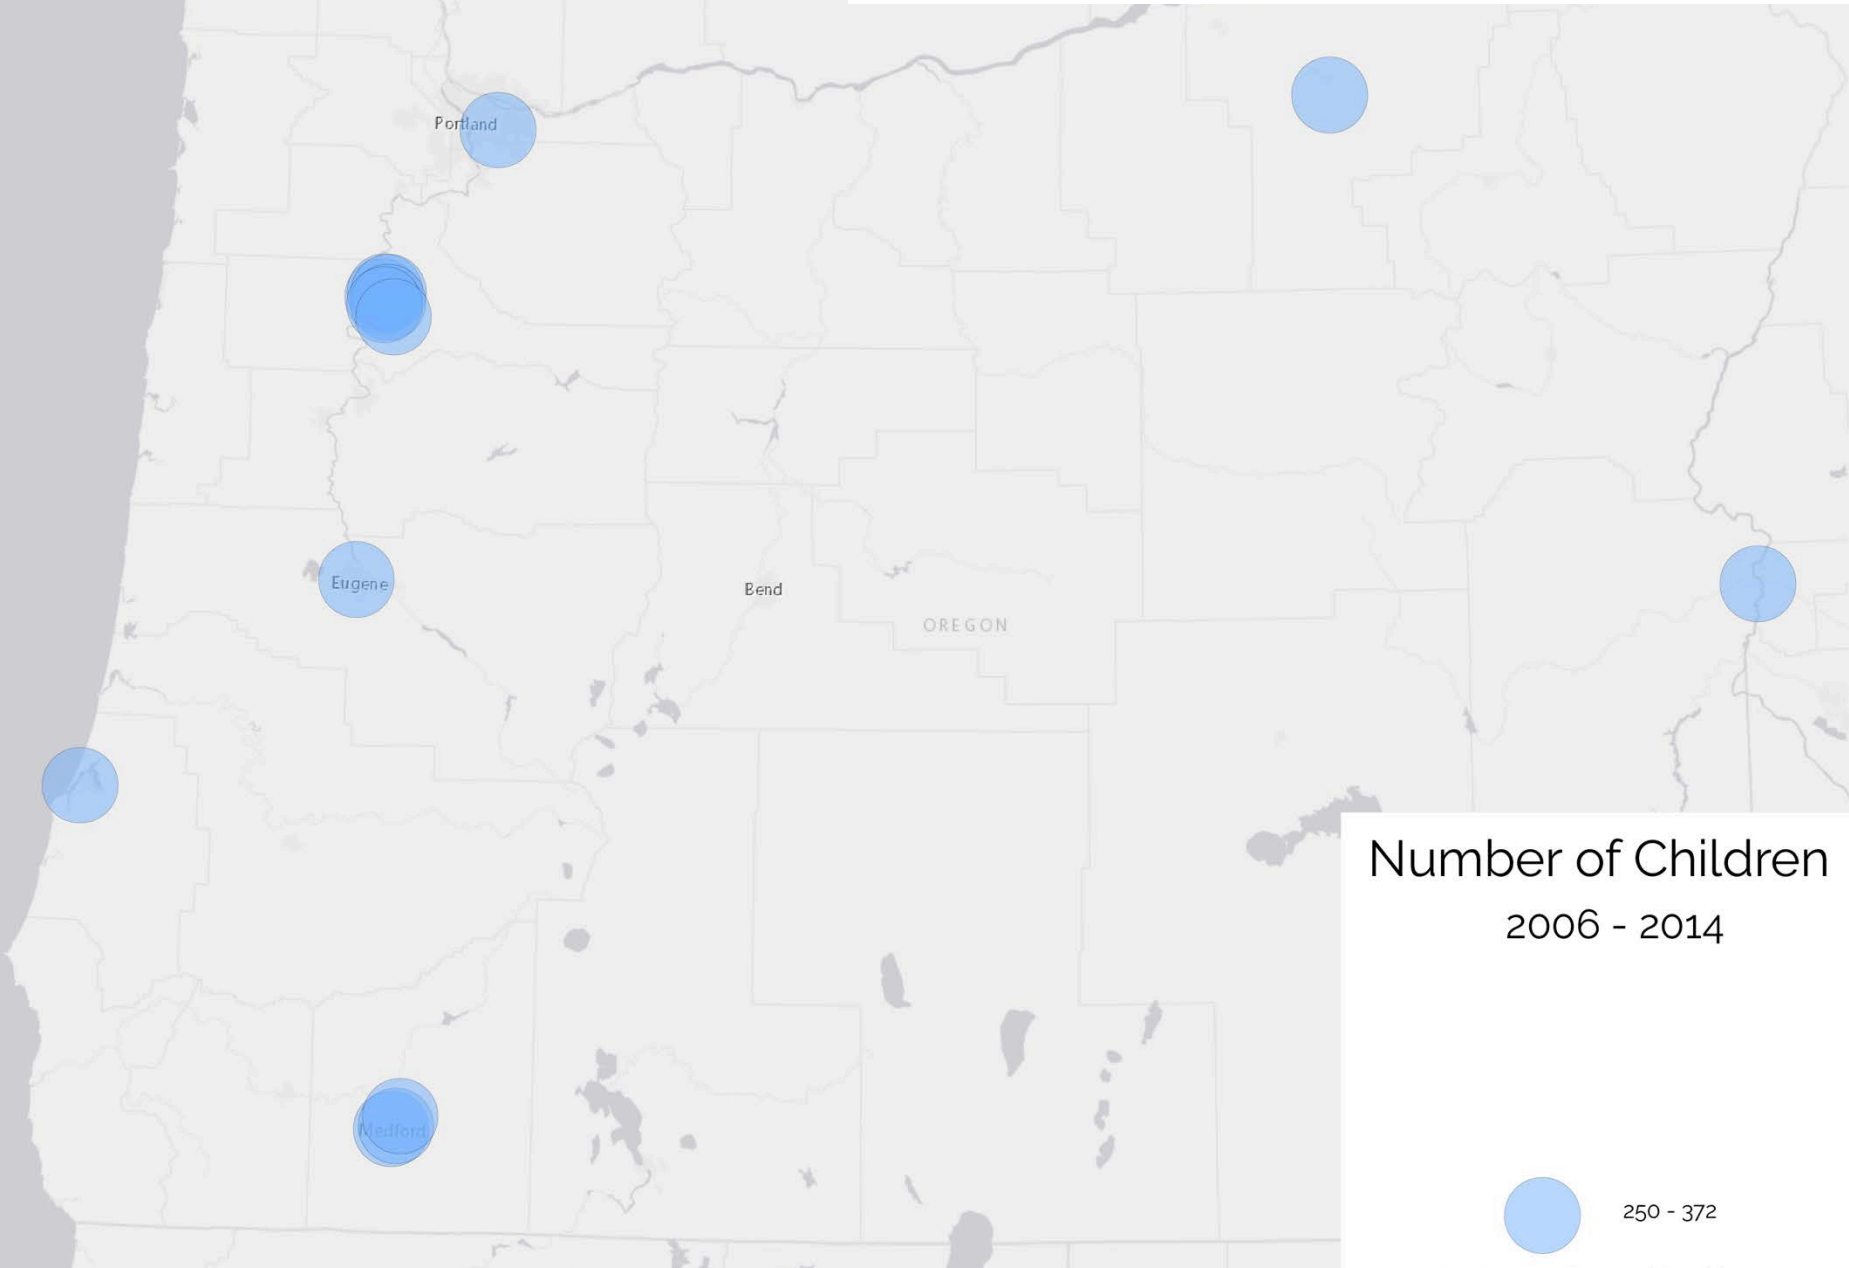 Portland
Eugene
Bend
OREGON
Medford
Number of Children
2006 - 2014
250 - 372